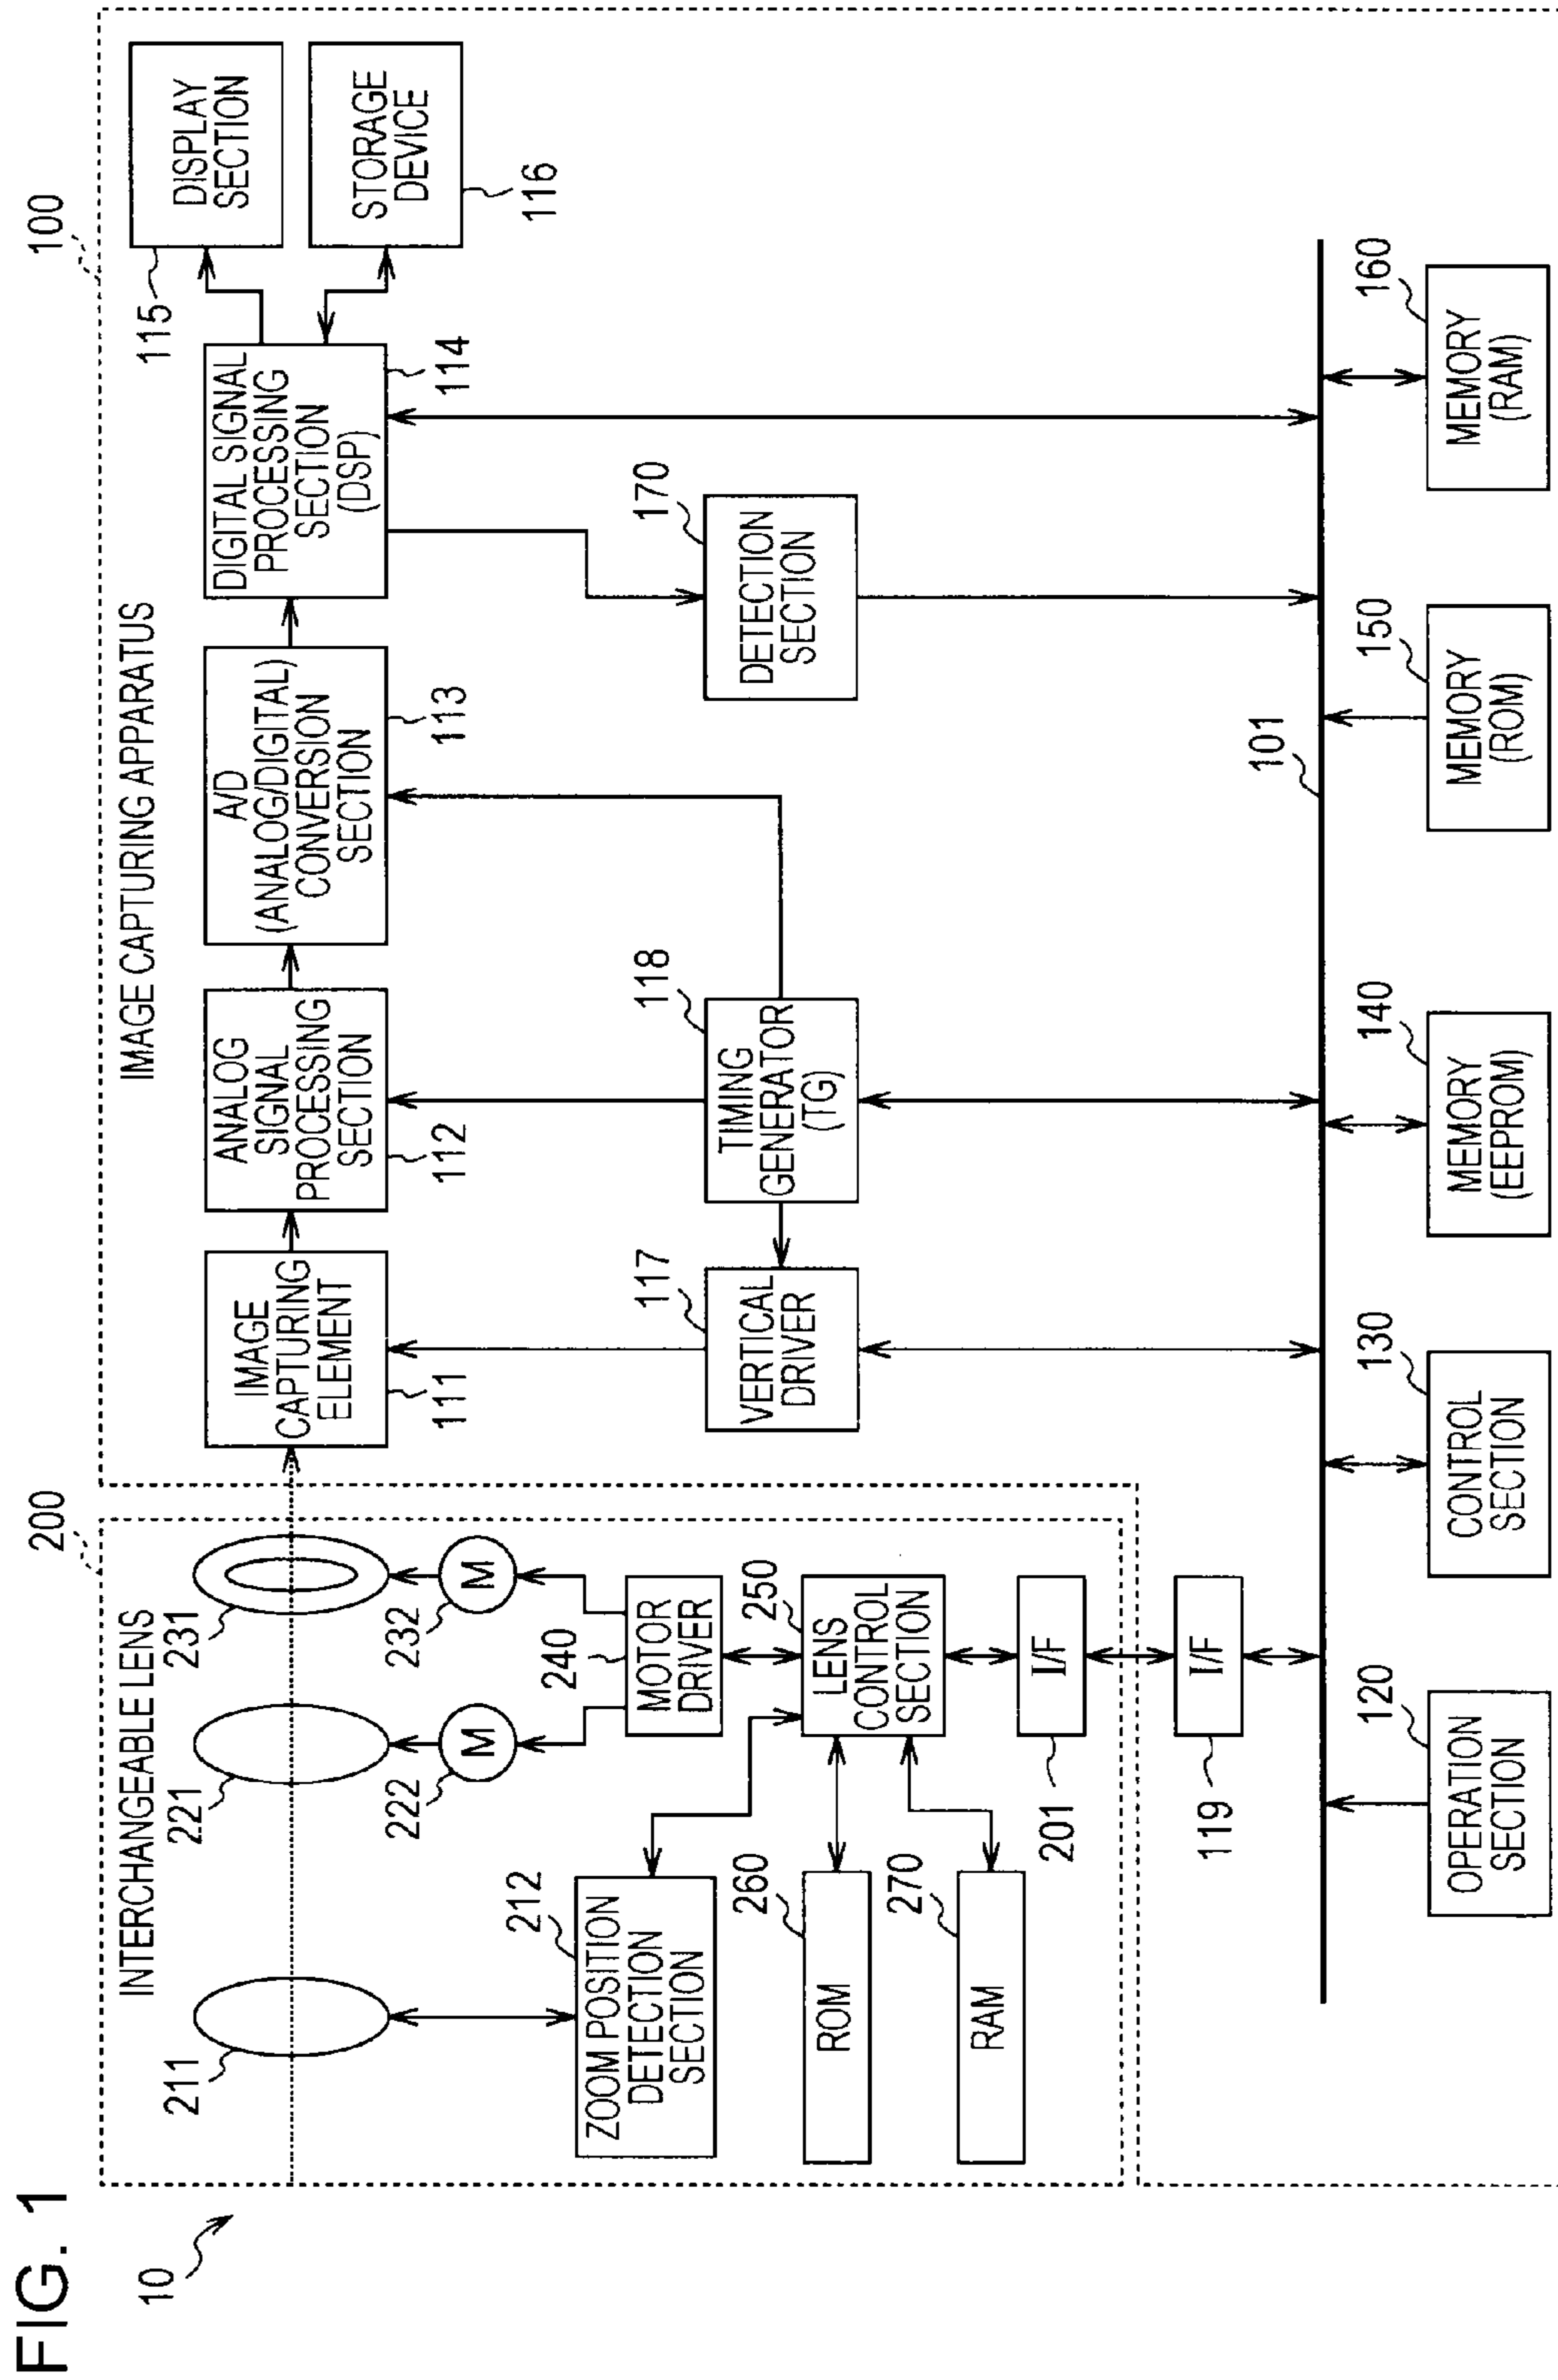 FIG. 1
10
200
INTERCHANGEABLE LENS
211
221
231
222
M
232
M
212
ZOOM POSITION
DETECTION
SECTION
240
MOTOR
DRIVER
260
ROM
250
LENS
CONTROL
SECTION
270
RAM
201
I/F
119
I/F
100
IMAGE CAPTURING APPARATUS
IMAGE
CAPTURING
ELEMENT
111
ANALOG
SIGNAL
PROCESSING
SECTION
112
A/D
(ANALOG/DIGITAL)
CONVERSION
SECTION
113
DIGITAL SIGNAL
PROCESSING
SECTION
(DSP)
114
115
DISPLAY
SECTION
STORAGE
DEVICE
116
117
VERTICAL
DRIVER
118
TIMING
GENERATOR
(TG)
170
DETECTION
SECTION
101
120
OPERATION
SECTION
130
CONTROL
SECTION
140
MEMORY
(EEPROM)
150
MEMORY
(ROM)
160
MEMORY
(RAM)